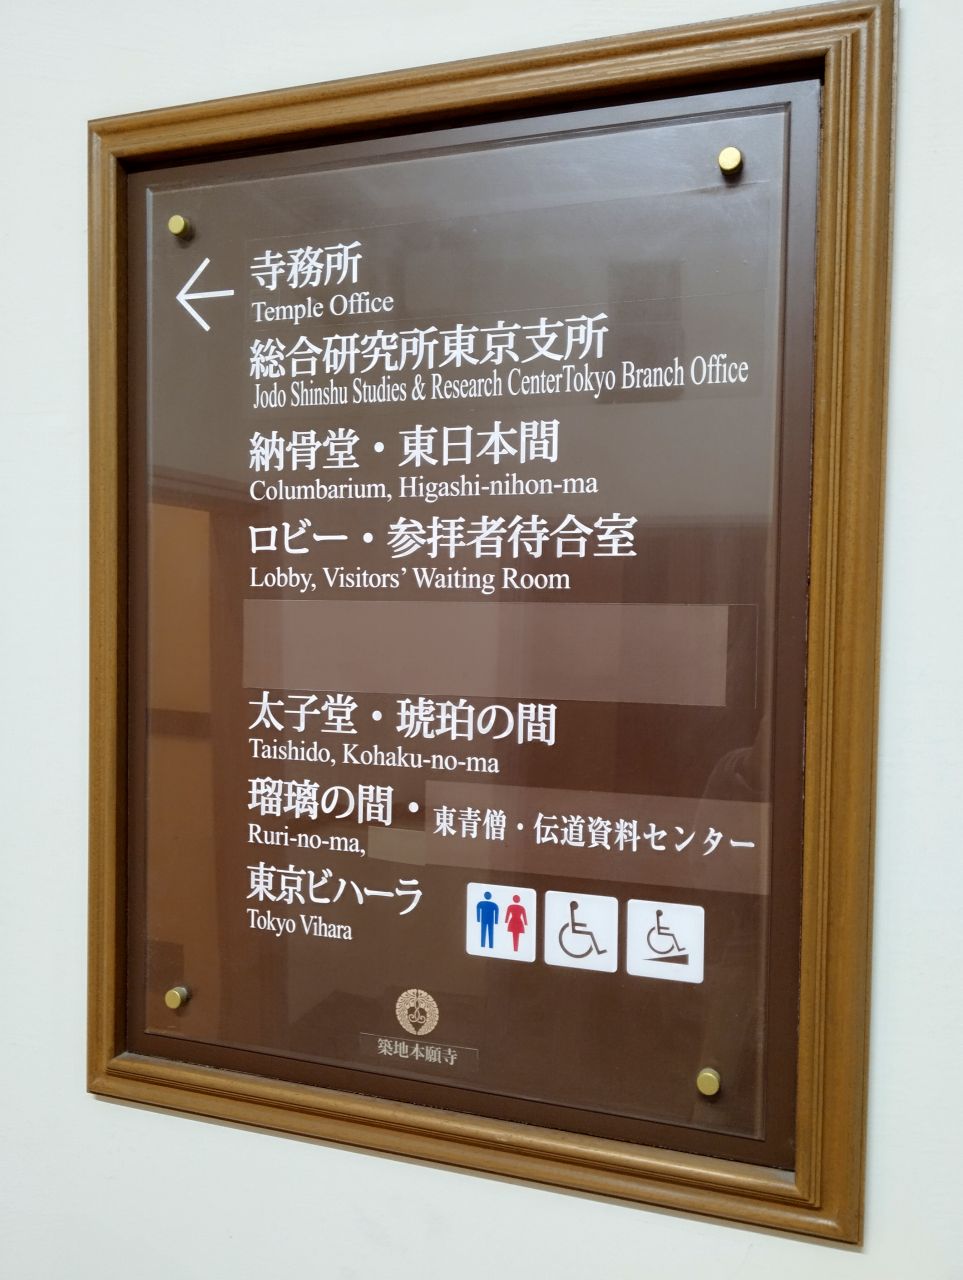 寺務所
Temple Office
総合研究所東京支所
Jodo Shinshu Studies & Research CenterTokyo Branch Office
納骨堂・東日本間
Columbarium, Higashi-nihon-ma
ロビー・参拝者待合室
Lobby, Visitors’ Waiting Room
太子堂・琥珀の間
Taishido, Kohaku-no-ma
瑠璃の間・東青僧・伝道資料センター
Ruri-no-ma,
東京ビハーラ
Tokyo Vihara
築地本願寺